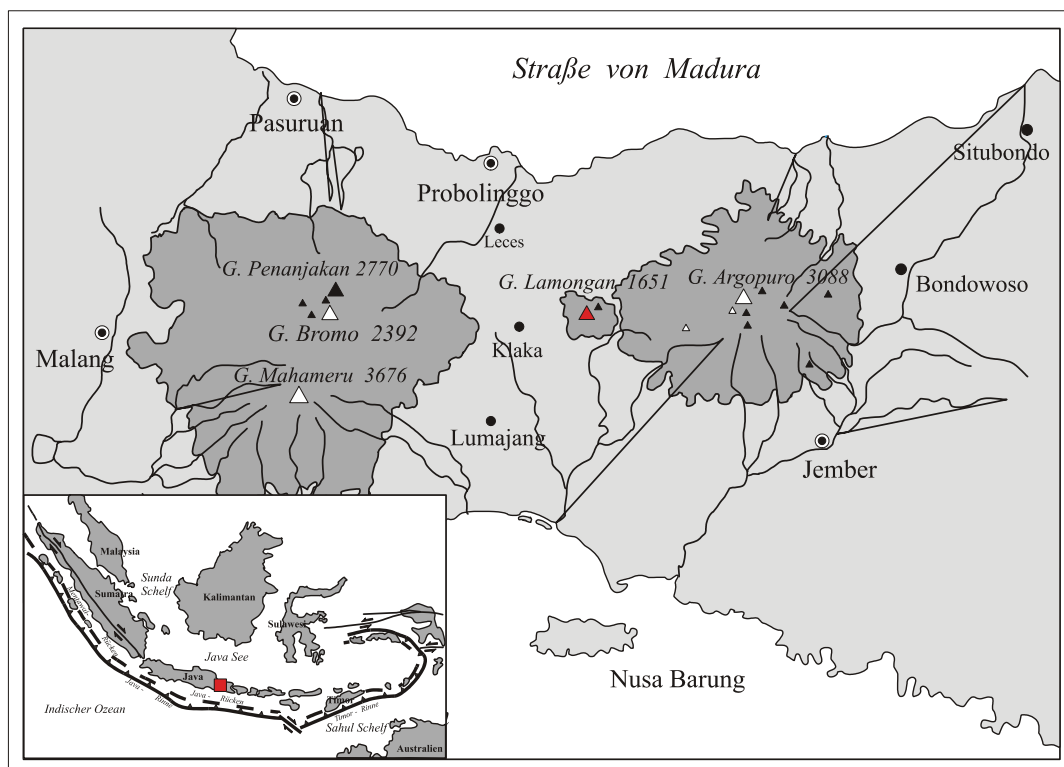 Straße von Madura
Pasuruan
Situbondo
Probolinggo
Leces
G. Penanjakan 2770
G. Lamongan 1651
G. Argopuro 3088
Bondowoso
G. Bromo 2392
Klaka
Malang
G. Mahameru 3676
Lumajang
Jember
Nusa Barung
Malaysia
Sunda
Schelf
Sumatra
Kalimantan
Mentawai-
Rücken
Sulawesi
Java See
Java
Java -
Rinne
Java -
Rücken
Timor
Timor - Rinne
Indischer Ozean
Sahul Schelf
Australien